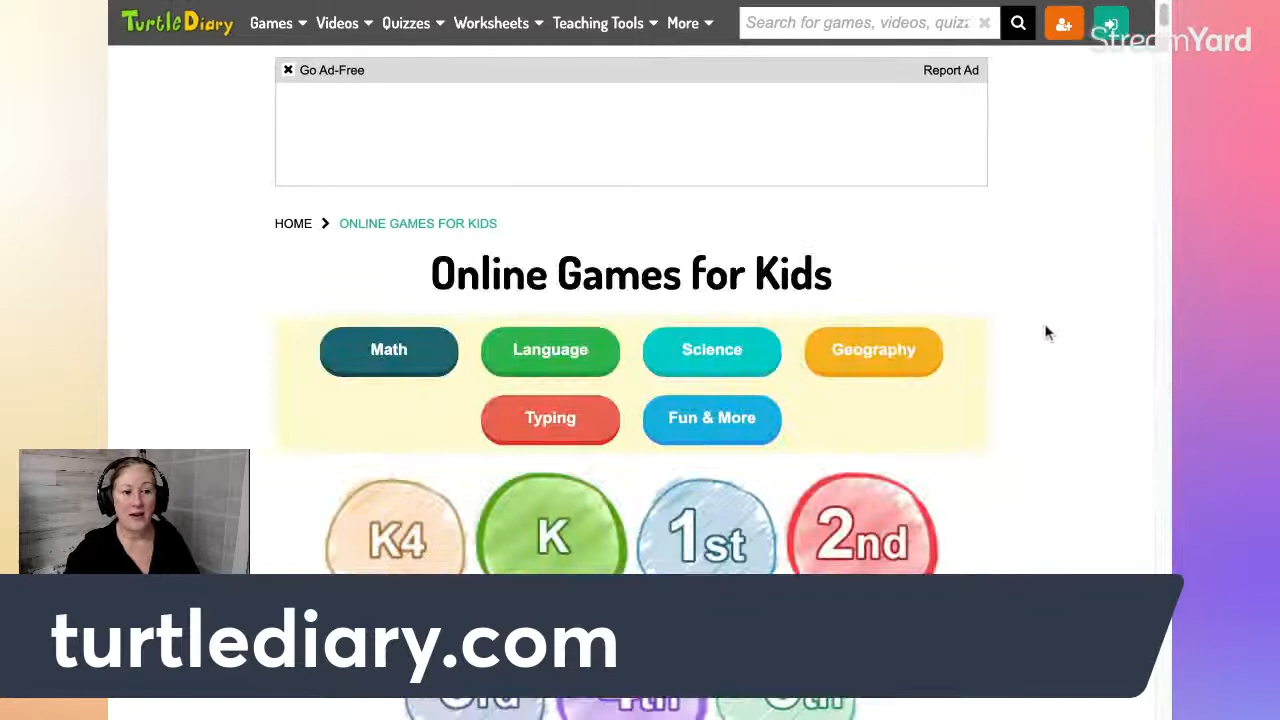 TurtleDiary Games Videos Quizzes Worksheets Teaching Tools More Search for games, videos, quizz
StreamYard
Go Ad-Free Report Ad
HOME ONLINE GAMES FOR KIDS
Online Games for Kids
Math Language Science Geography
Typing Fun & More
K4 K 1st 2nd
turtlediary.com
4th